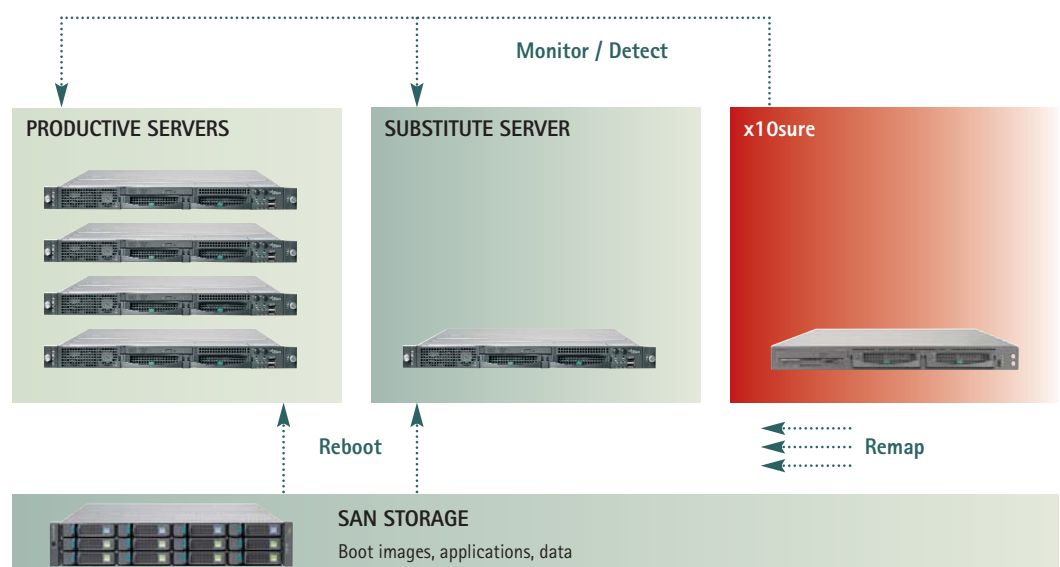 Monitor / Detect
PRODUCTIVE SERVERS
SUBSTITUTE SERVER
x10sure
Reboot
Remap
SAN STORAGE
Boot images, applications, data